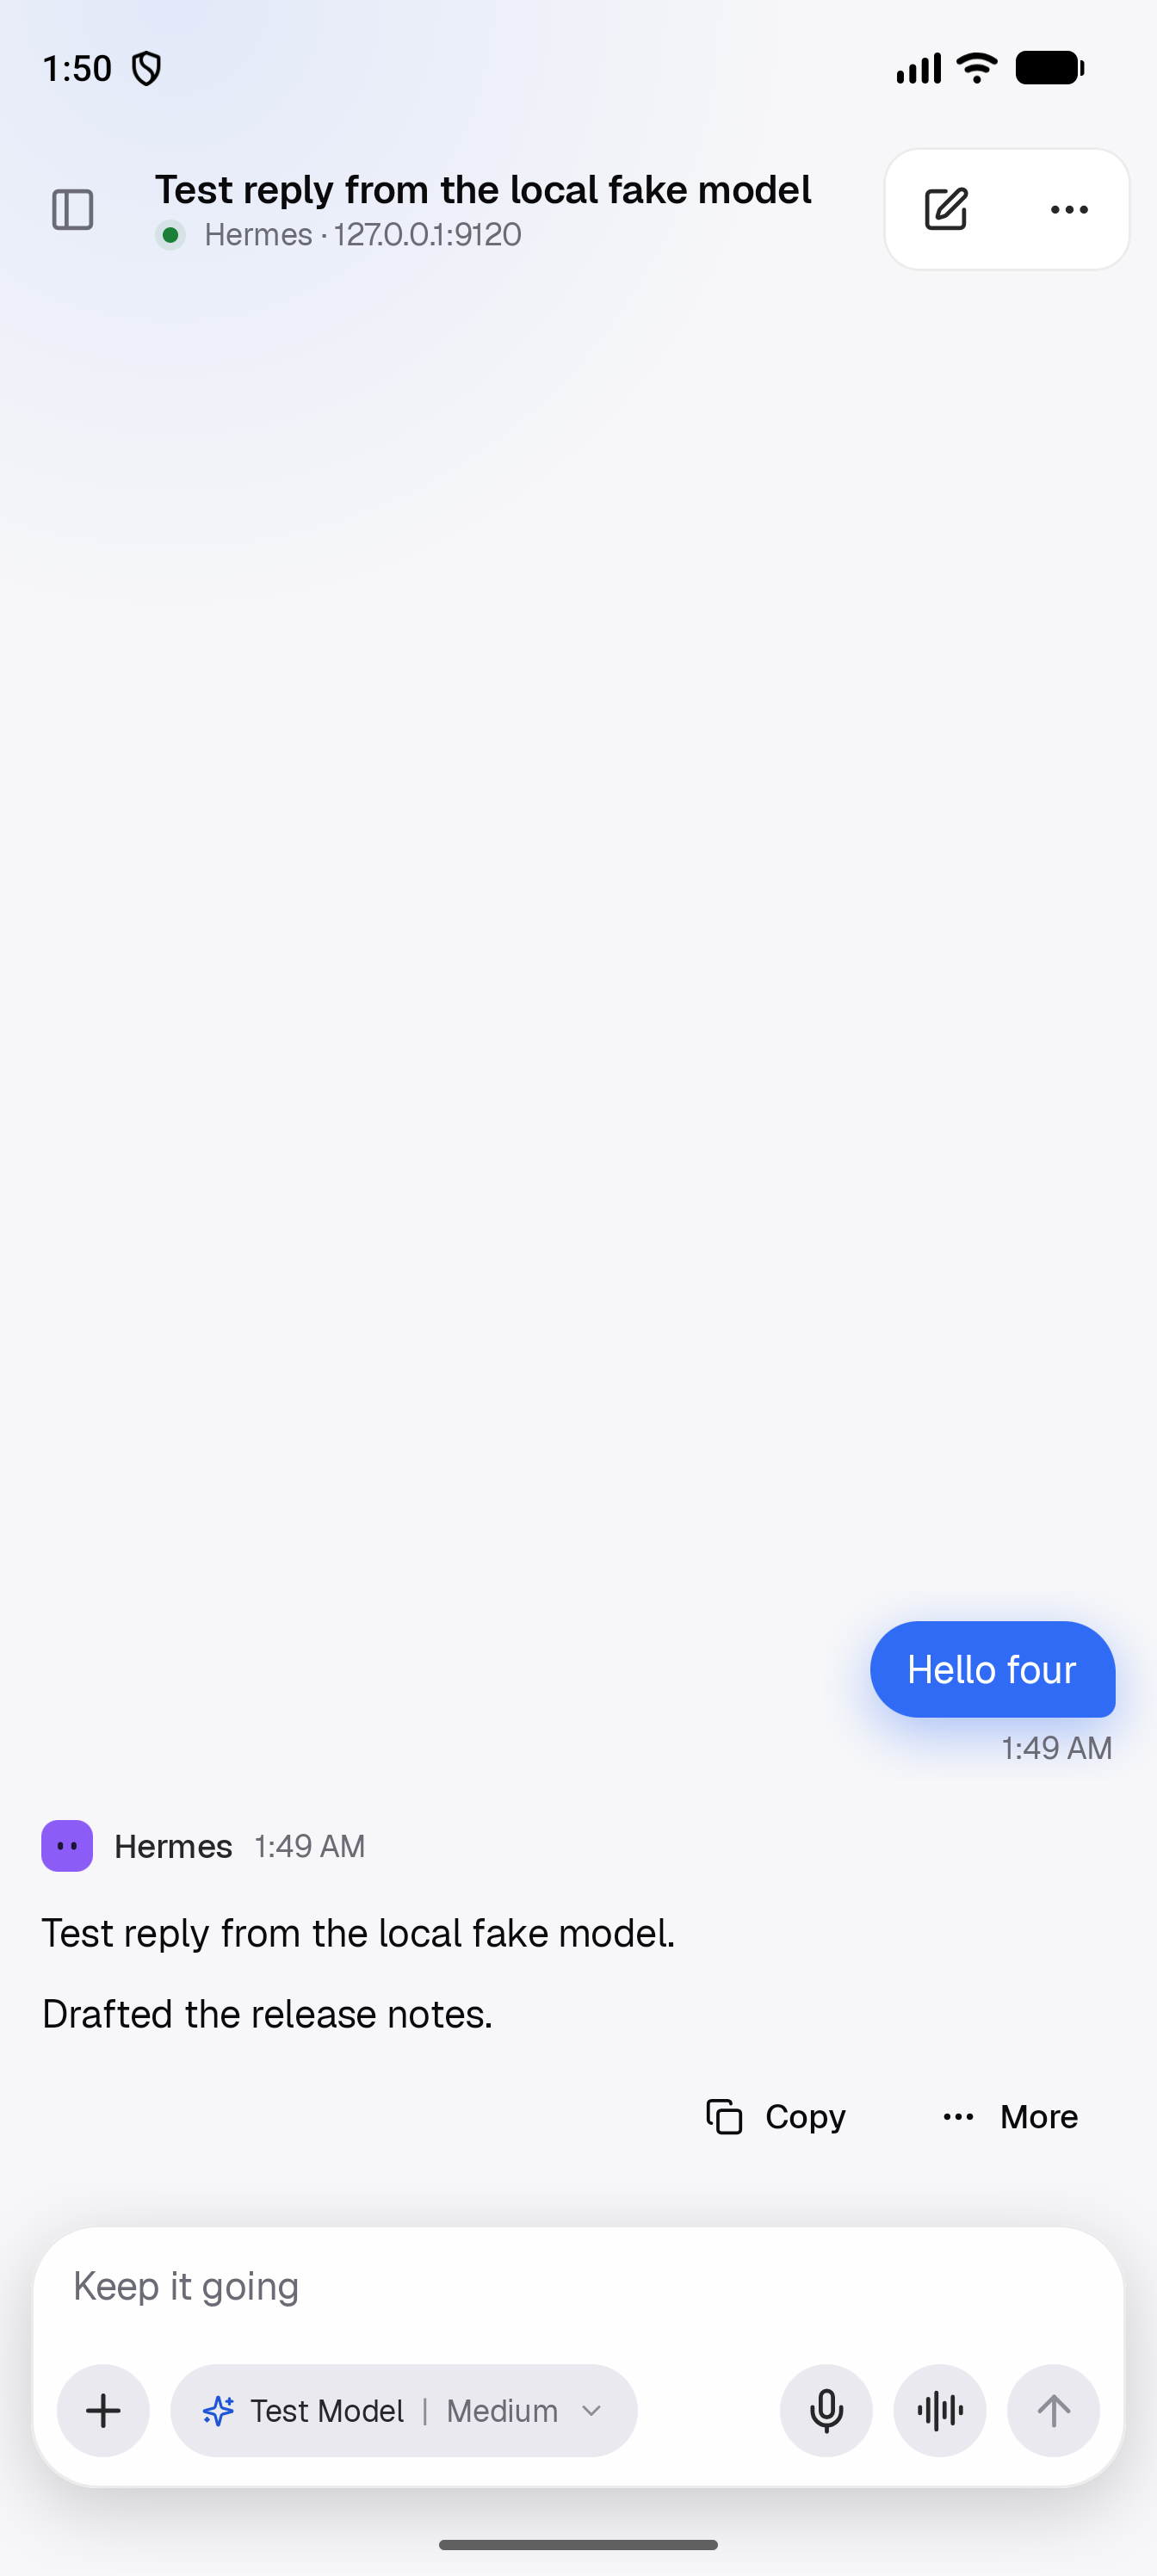 1:50
Test reply from the local fake model
Hermes · 127.0.0.1:9120
Hello four
1:49 AM
Hermes 1:49 AM
Test reply from the local fake model.
Drafted the release notes.
Copy
More
Keep it going
Test Model | Medium